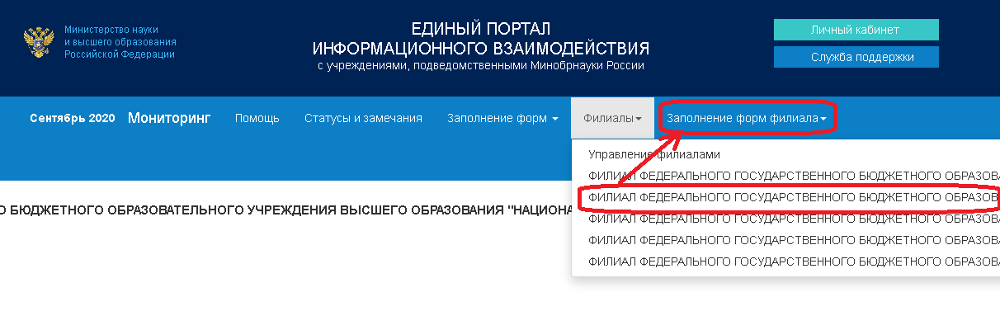 Министерство науки
и высшего образования
Российской Федерации
ЕДИНЫЙ ПОРТАЛ
ИНФОРМАЦИОННОГО ВЗАИМОДЕЙСТВИЯ
с учреждениями, подведомственными Минобрнауки России
Личный кабинет
Служба поддержки
Сентябрь 2020 Мониторинг Помощь Статусы и замечания Заполнение форм Филиалы Заполнение форм филиала
Управление филиалами
ФИЛИАЛ ФЕДЕРАЛЬНОГО ГОСУДАРСТВЕННОГО БЮДЖЕТНОГО ОБРАЗОВА
ФИЛИАЛ ФЕДЕРАЛЬНОГО ГОСУДАРСТВЕННОГО БЮДЖЕТНОГО ОБРАЗОВ
О БЮДЖЕТНОГО ОБРАЗОВАТЕЛЬНОГО УЧРЕЖДЕНИЯ ВЫСШЕГО ОБРАЗОВАНИЯ "НАЦИОНА
ФИЛИАЛ ФЕДЕРАЛЬНОГО ГОСУДАРСТВЕННОГО БЮДЖЕТНОГО ОБРАЗОВА
ФИЛИАЛ ФЕДЕРАЛЬНОГО ГОСУДАРСТВЕННОГО БЮДЖЕТНОГО ОБРАЗОВА
ФИЛИАЛ ФЕДЕРАЛЬНОГО ГОСУДАРСТВЕННОГО БЮДЖЕТНОГО ОБРАЗОВА